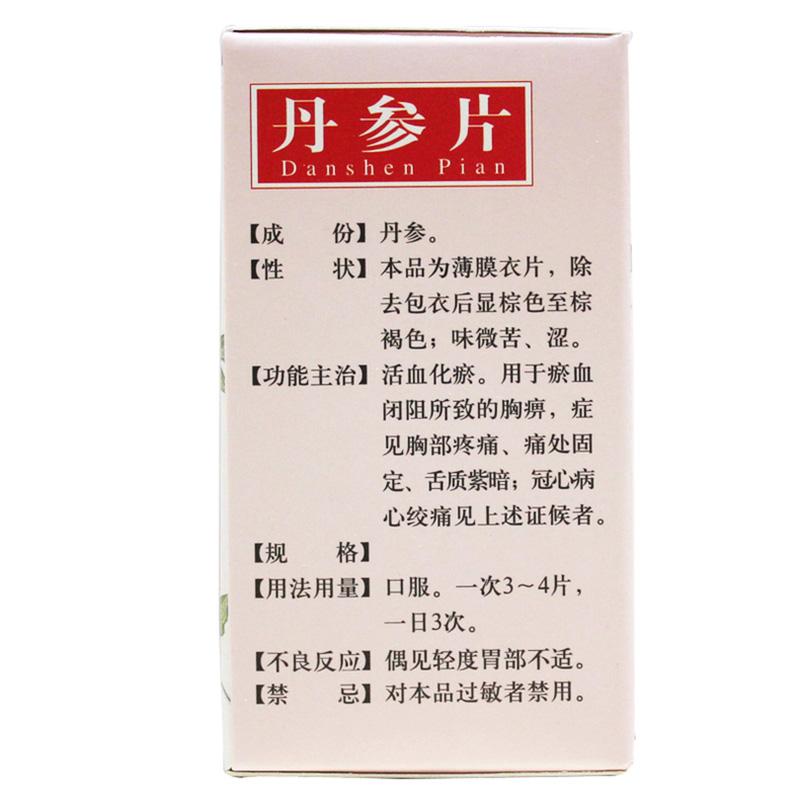 丹参片
Danshen Pian
【成　份】丹参。
【性　状】本品为薄膜衣片，除
去包衣后显棕色至棕
褐色；味微苦、涩。
【功能主治】活血化瘀。用于瘀血
闭阻所致的胸痹，症
见胸部疼痛、痛处固
定、舌质紫暗；冠心病
心绞痛见上述证候者。
【规　格】
【用法用量】口服。一次3～4片，
一日3次。
【不良反应】偶见轻度胃部不适。
【禁　忌】对本品过敏者禁用。